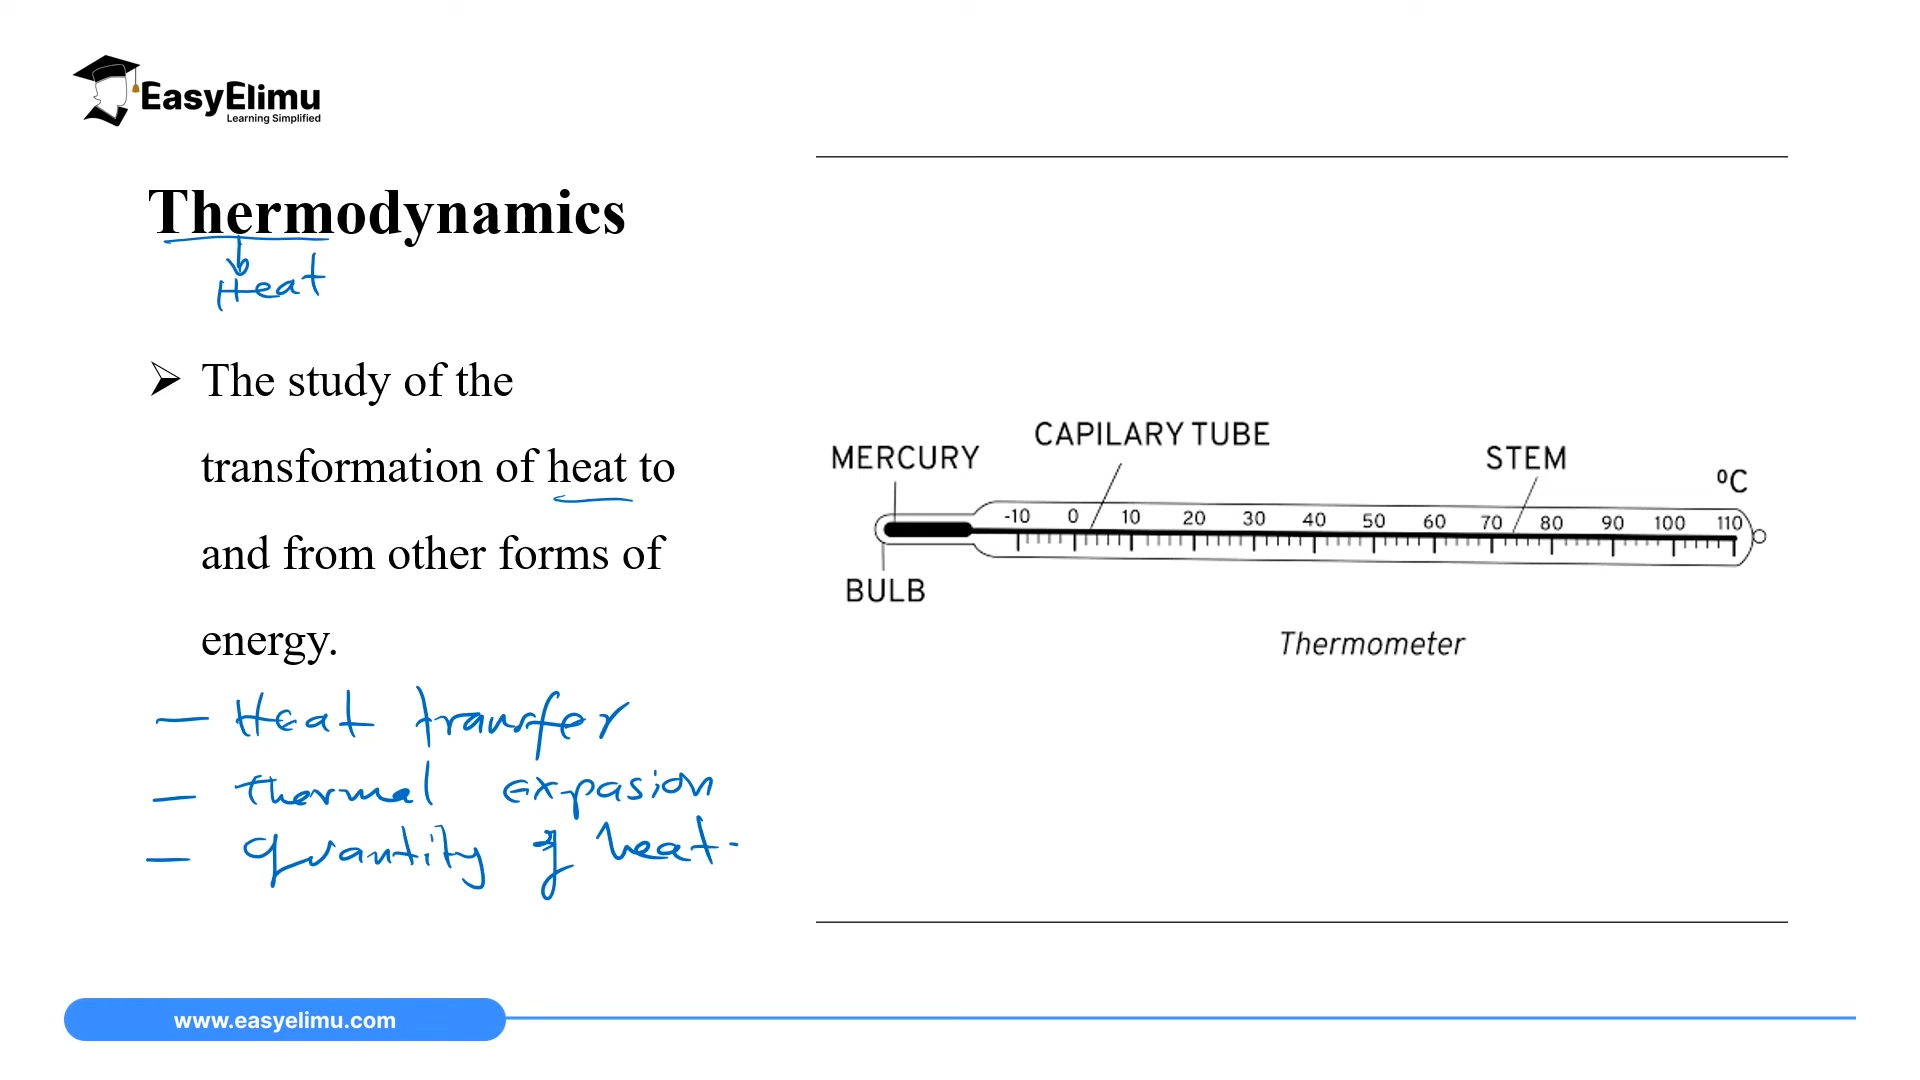 EasyElimu
Learning Simplified
Thermodynamics
Heat
➢ The study of the
transformation of heat to
and from other forms of
energy.
— Heat transfer
— thermal expasion
— Quantity of heat.
MERCURY
CAPILARY TUBE
STEM
⁰C
-10 0 10 20 30 40 50 60 70 80 90 100 110
BULB
Thermometer
www.easyelimu.com